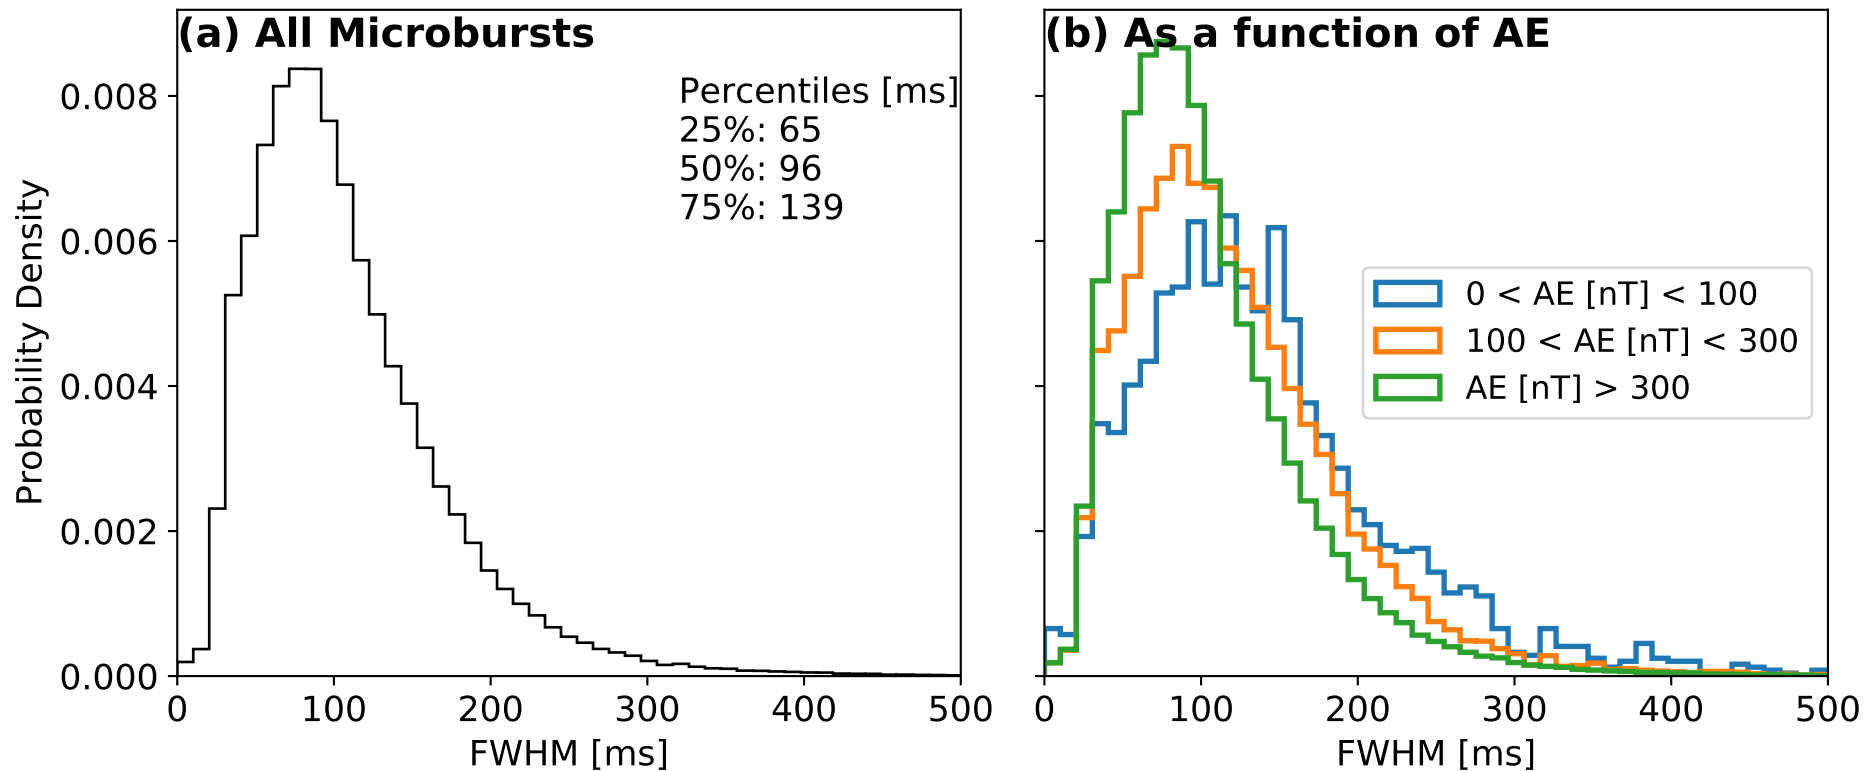 (a) All Microbursts
Percentiles [ms]
25%: 65
50%: 96
75%: 139
Probability Density
0.008
0.006
0.004
0.002
0.000
0 100 200 300 400 500
FWHM [ms]
(b) As a function of AE
0 < AE [nT] < 100
100 < AE [nT] < 300
AE [nT] > 300
0 100 200 300 400 500
FWHM [ms]